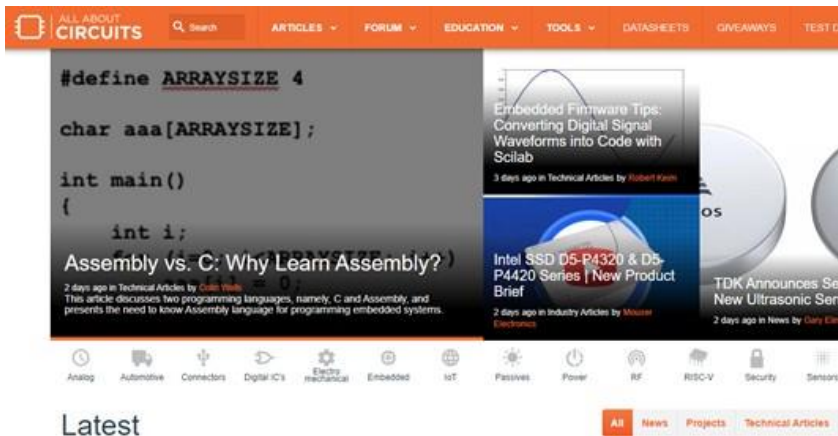 ALL ABOUT
CIRCUITS
Search
ARTICLES
FORUM
EDUCATION
TOOLS
DATASHEETS
GIVEAWAYS
TEST
#define ARRAYSIZE 4
char aaa[ARRAYSIZE];
int main()
{
int i;
Assembly vs. C: Why Learn Assembly?
2 days ago in Technical Articles by Colin Wells
This article discusses two programming languages, namely, C and Assembly, and
presents the need to know Assembly language for programming embedded systems.
Embedded Firmware Tips:
Converting Digital Signal
Waveforms into Code with
Scilab
3 days ago in Technical Articles by Robert Keim
Intel SSD D5-P4320 & D5-
P4420 Series | New Product
Brief
2 days ago in Industry Articles by Mouser
Electronics
OS
TDK Announces Se
New Ultrasonic Ser
2 days ago in News by Gary Elin
Analog
Automotive
Connectors
Digital IC's
Electro
mechanical
Embedded
IoT
Passives
Power
RF
RISC-V
Security
Sensors
Latest
All
News
Projects
Technical Articles